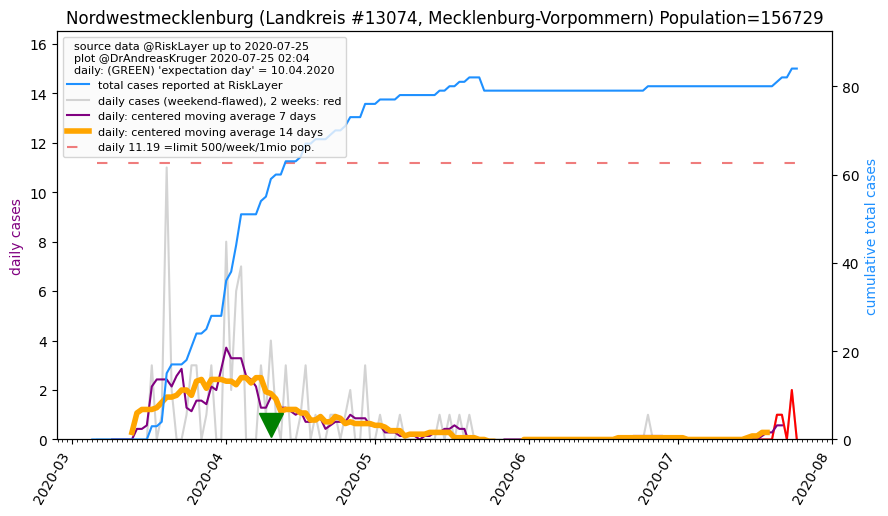 Nordwestmecklenburg (Landkreis #13074, Mecklenburg-Vorpommern) Population=156729
source data @RiskLayer up to 2020-07-25
plot @DrAndreasKruger 2020-07-25 02:04
daily: (GREEN) 'expectation day' = 10.04.2020
total cases reported at RiskLayer
daily cases (weekend-flawed), 2 weeks: red
daily: centered moving average 7 days
daily: centered moving average 14 days
daily 11.19 =limit 500/week/1mio pop.
daily cases
16
14
12
10
8
6
4
2
0
cumulative total cases
80
60
40
20
0
2020-03
2020-04
2020-05
2020-06
2020-07
2020-08